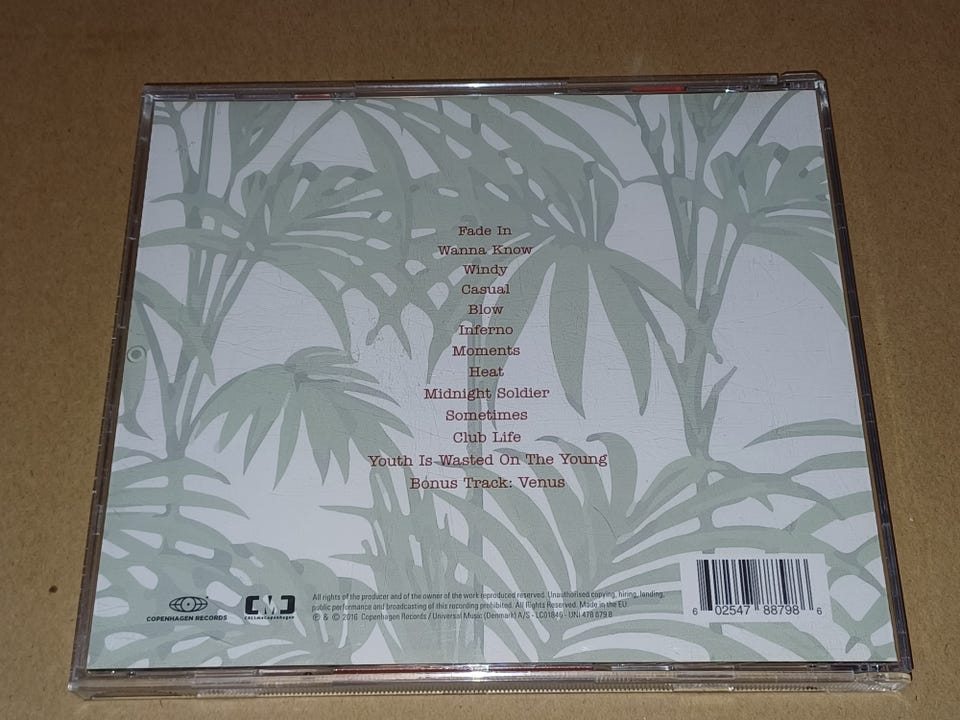 Fade In
Wanna Know
Windy
Casual
Blow
Inferno
Moments
Heat
Midnight Soldier
Sometimes
Club Life
Youth Is Wasted On The Young
Bonus Track: Venus
COPENHAGEN RECORDS
CMC
CallMeCopenhagen
All rights of the producer and of the owner of the work reproduced reserved. Unauthorised copying, hiring, lending,
public performance and broadcasting of this recording prohibited. All Rights Reserved. Made in the EU.
℗ & © 2016 Copenhagen Records / Universal Music (Denmark) A/S - LC01846 - UNI 478 879 8
6 02547 88798 6